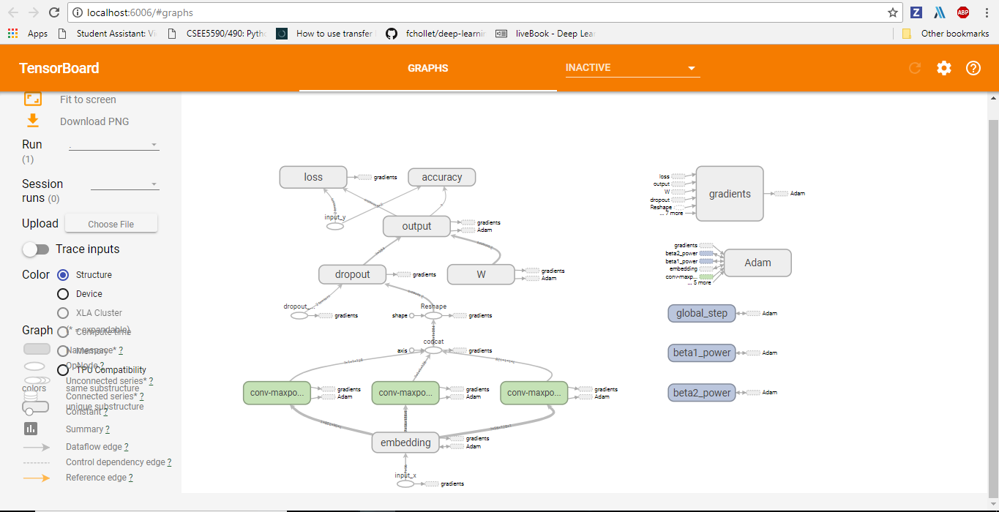 localhost:6006/#graphs
Z
ABP
Apps
Student Assistant: Vi
CSEE5590/490: Pytho
How to use transfer
fchollet/deep-learnin
liveBook - Deep Lear
Other bookmarks
TensorBoard
GRAPHS
INACTIVE
Fit to screen
Download PNG
Run
(1)
.
Session
runs (0)
Upload
Choose File
Trace inputs
Color
Structure
Device
XLA Cluster
Compute time
Memory
TPU Compatibility
colors
same substructure
unique substructure
Graph
(* = expandable)
Namespace* ?
OpNode ?
Unconnected series* ?
Connected series* ?
Constant ?
Summary ?
Dataflow edge ?
Control dependency edge ?
Reference edge ?
loss
gradients
accuracy
input_y
output
gradients
Adam
dropout
gradients
W
gradients
Adam
dropout_...
gradients
Reshape
shape
gradients
concat
axis
gradients
conv-maxpo...
gradients
Adam
conv-maxpo...
gradients
Adam
conv-maxpo...
gradients
Adam
embedding
gradients
Adam
input_x
gradients
loss
output
W
dropout
Reshape
... 7 more
gradients
Adam
gradients
beta2_power
beta1_power
embedding
conv-maxp...
... 5 more
Adam
global_step
Adam
beta1_power
Adam
beta2_power
Adam